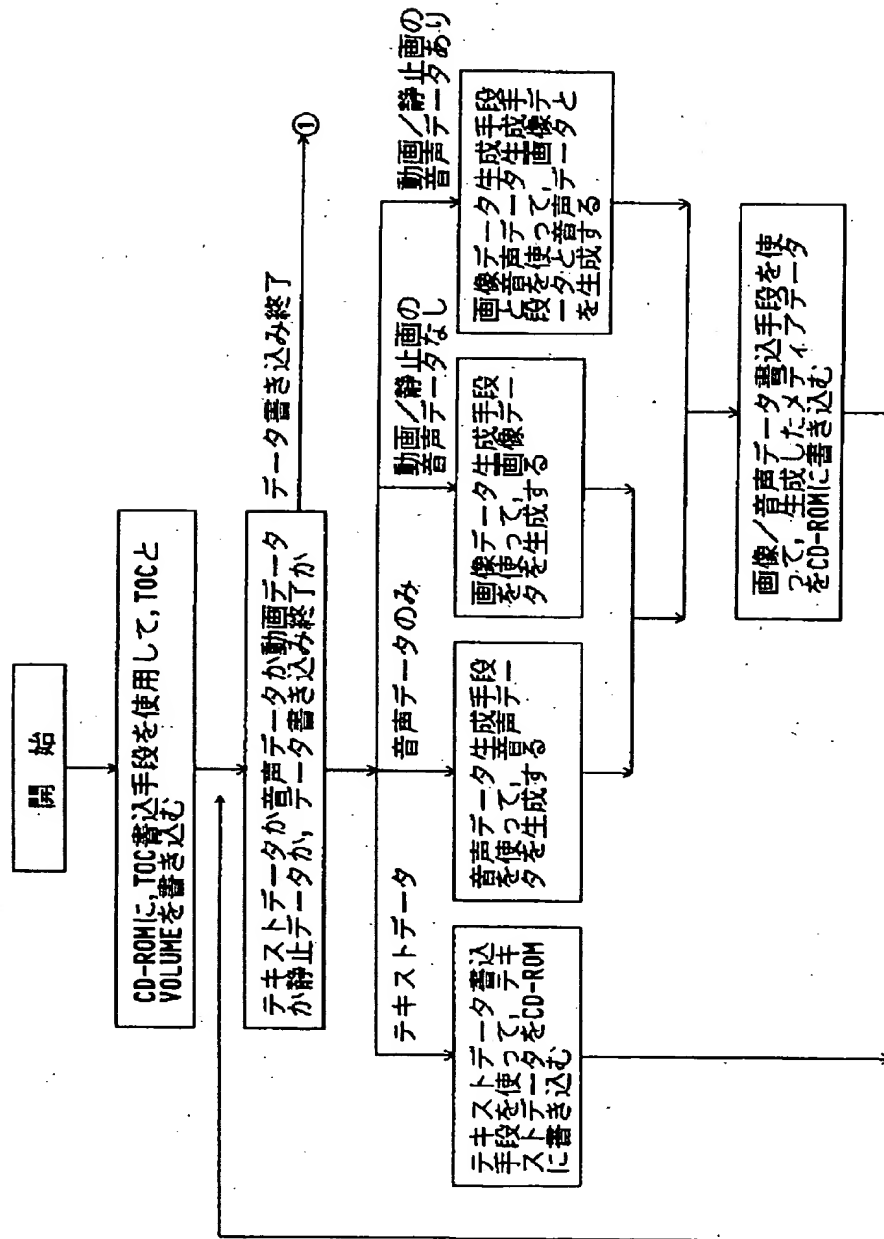 開　始
CD-ROMに,TOC書込手段を使用して,TOCと
VOLUMEを書き込む
テキストデータか音声データか動画データ
か静止データか,データ書き込み終了か
データ書き込み終了
①
テキストデータ
音声データのみ
動画／静止画の
音声データなし
動画／静止画の
音声データあり
テキストデータ書込
手段を使って,テキ
ストデータをCD-ROM
に書き込む
音声データ生成手段
を使って,音声デー
タを生成する
画像データ生成手段
を使って,画像デー
タを生成する
画像データ生成手段
と音声データ生成手
段を使って,画像デ
ータと音声データと
を生成する
画像／音声データ書込手段を使
って,生成したメディアデータ
をCD-ROMに書き込む